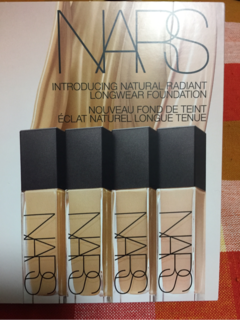 NARS
INTRODUCING NATURAL RADIANT
LONGWEAR FOUNDATION
NOUVEAU FOND DE TEINT
ÉCLAT NATUREL LONGUE TENUE
NARS
NARS
NARS
NARS